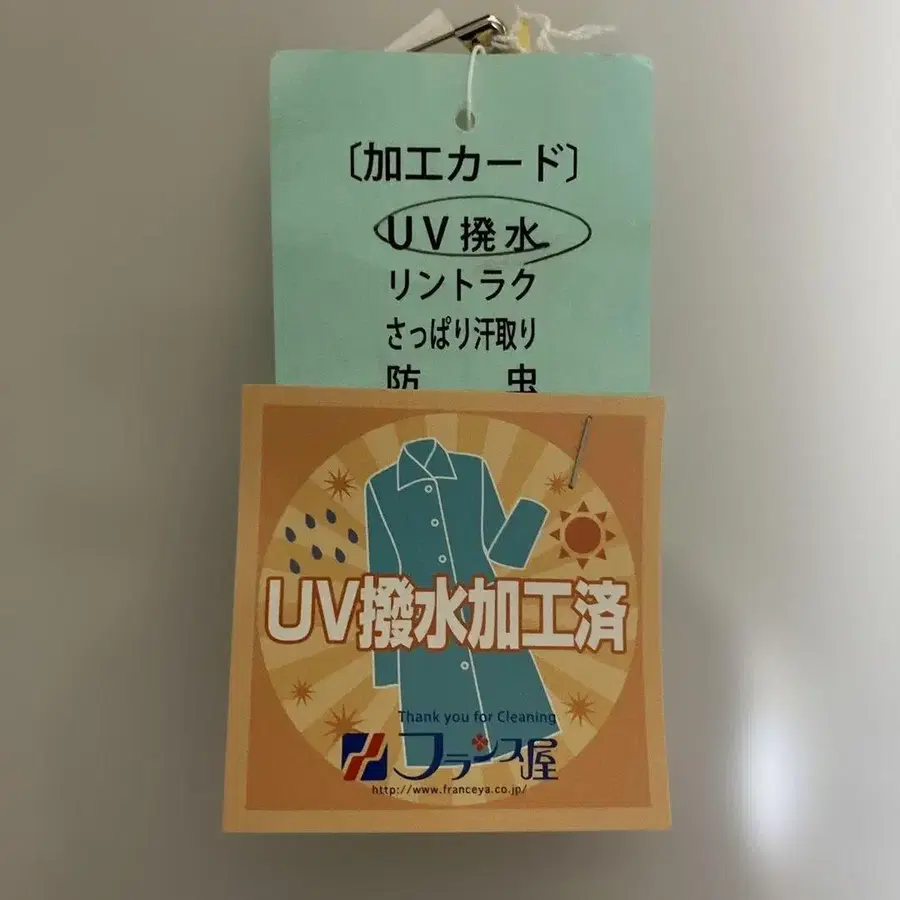 〔加工カード〕
UV撥水
リントラク
さっぱり汗取り
防 虫
UV撥水加工済
Thank you for Cleaning
フランス屋
http://www.franceya.co.jp/